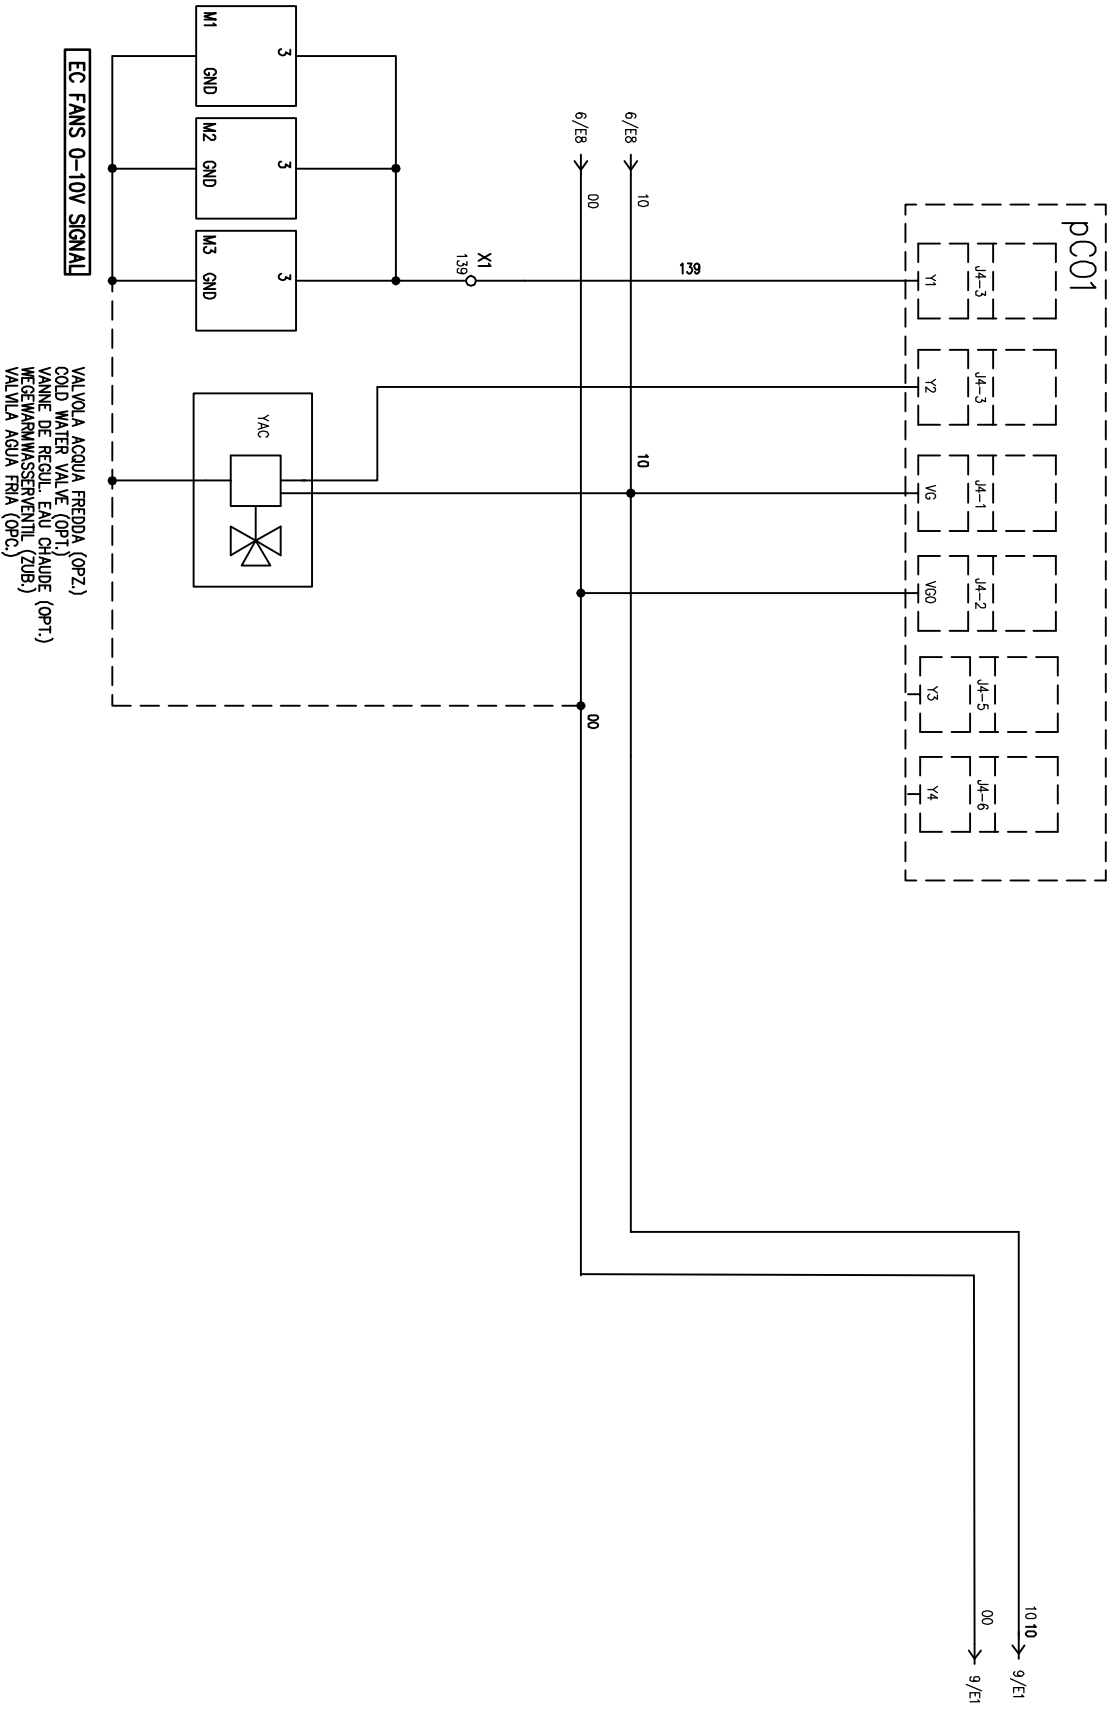 pCO1
J4-3
Y1
J4-3
Y2
J4-1
VG
J4-2
VG0
J4-5
Y3
J4-6
Y4
139
6/E8
10
6/E8
00
10
00
10 10
9/E1
00
9/E1
X1
139
M1
3
GND
M2
3
GND
M3
3
GND
YAC
EC FANS 0-10V SIGNAL
VALVOLA ACQUA FREDDA (OPZ.)
COLD WATER VALVE (OPT.)
VANNE DE REGUL. EAU CHAUDE (OPT.)
WEGEWARMWASSERVENTIL (ZUB.)
VALVILA AGUA FRIA (OPC.)